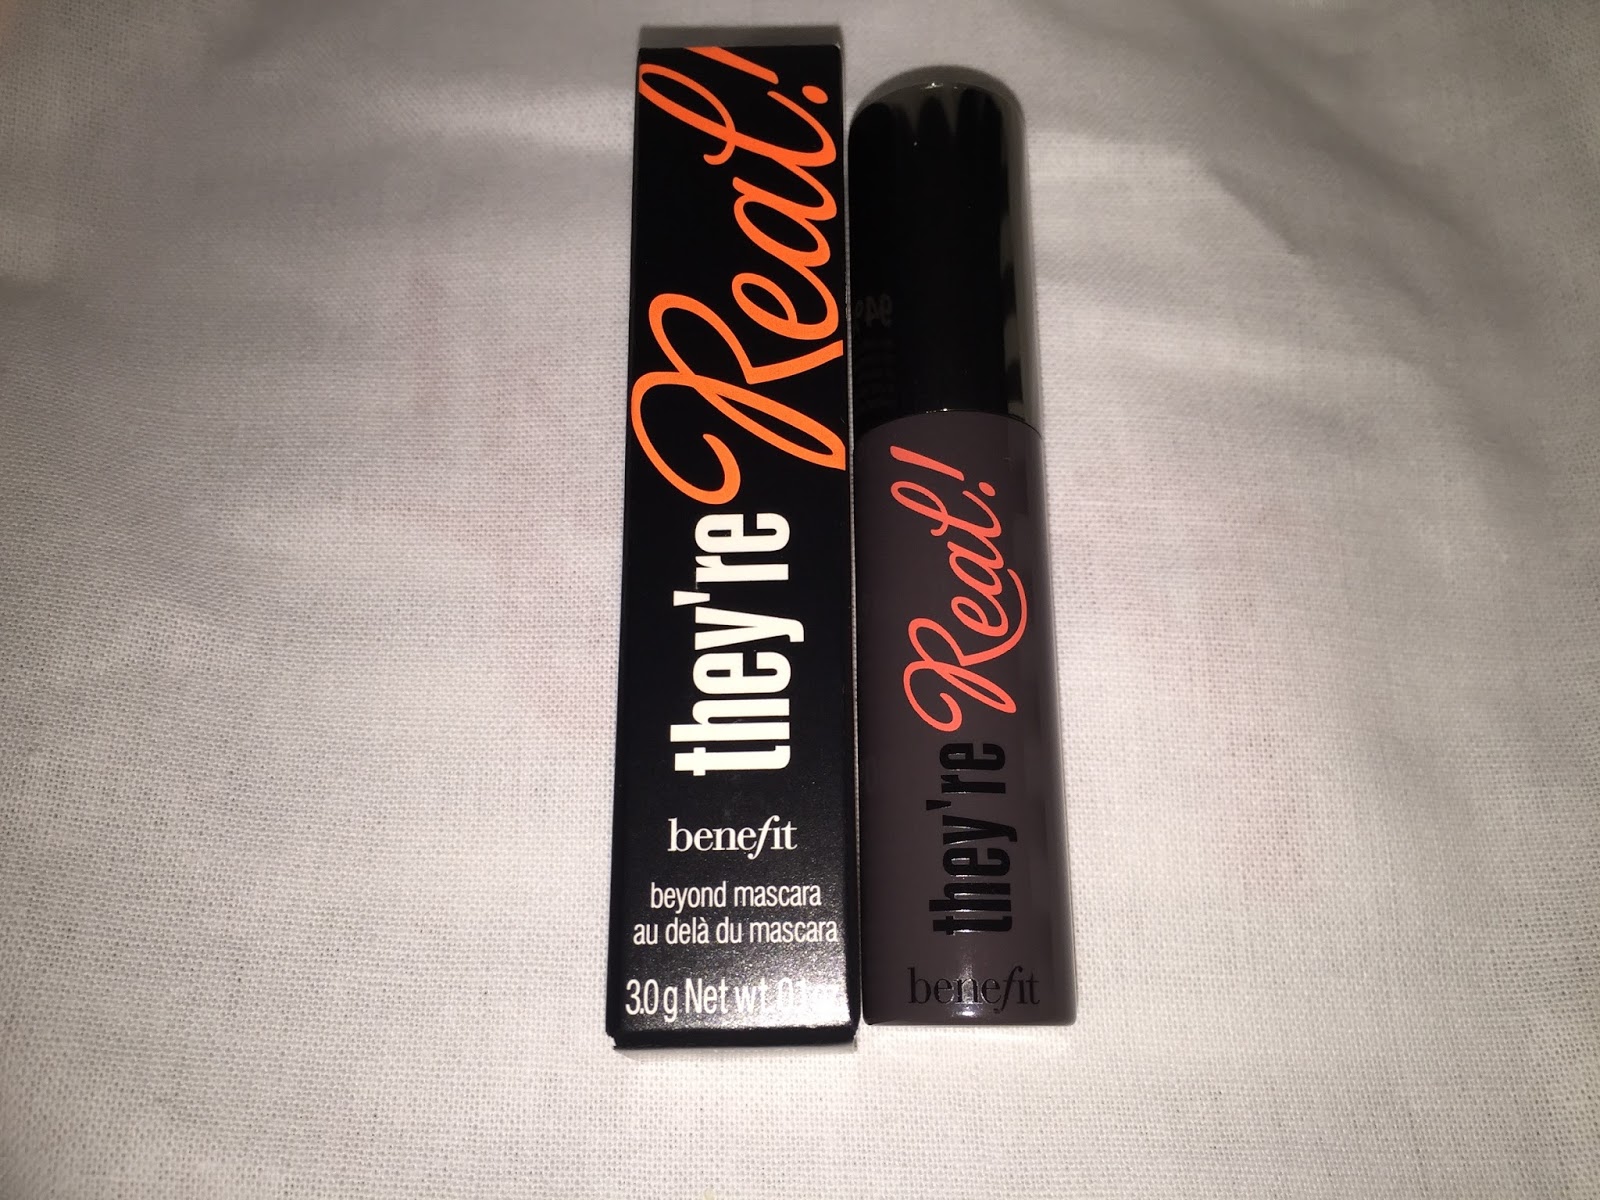 they're Real!
benefit
beyond mascara
au delà du mascara
3.0 g Net wt.
they're Real!
benefit